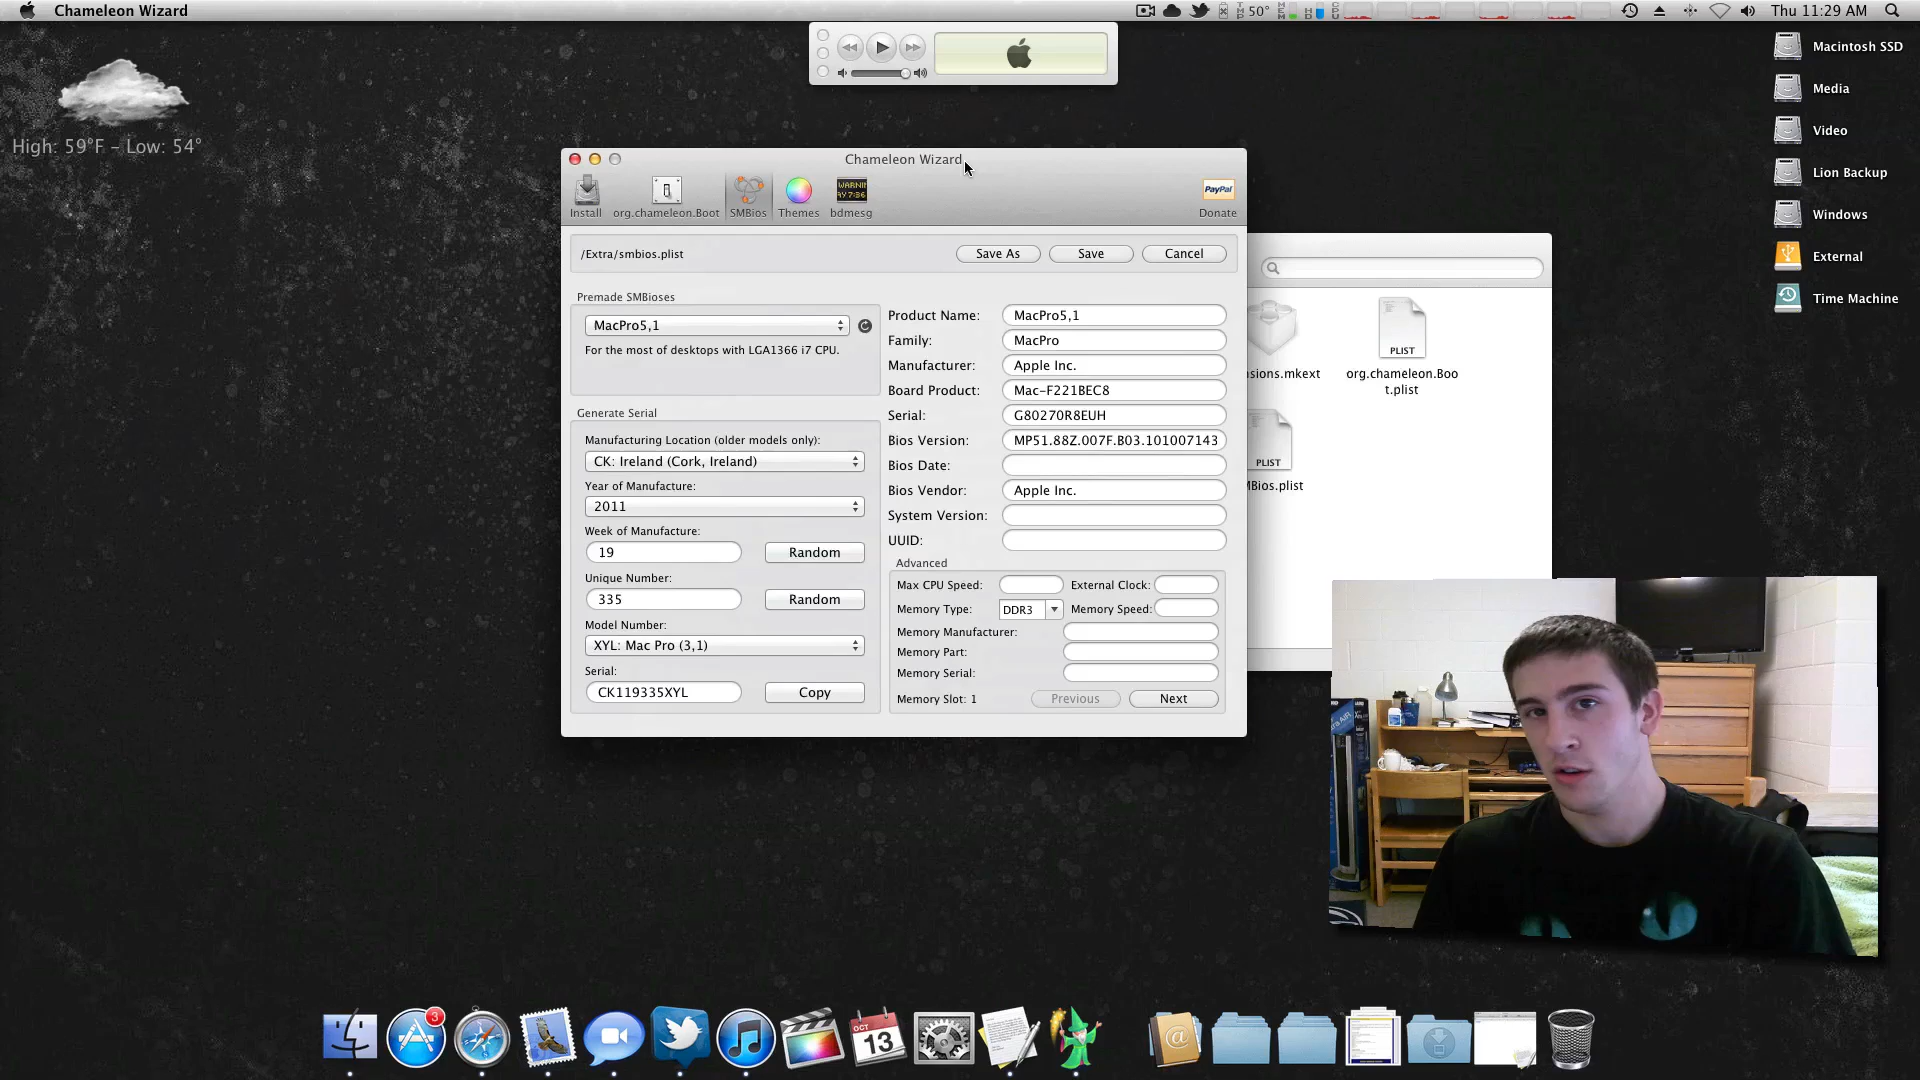 Chameleon Wizard
50°
Thu 11:29 AM
High: 59°F – Low: 54°
Macintosh SSD
Media
Video
Lion Backup
Windows
External
Time Machine
Chameleon Wizard
Install
org.chameleon.Boot
SMBios
Themes
bdmesg
PayPal
Donate
/Extra/smbios.plist
Save As
Save
Cancel
Premade SMBioses
MacPro5,1
For the most of desktops with LGA1366 i7 CPU.
Generate Serial
Manufacturing Location (older models only):
CK: Ireland (Cork, Ireland)
Year of Manufacture:
2011
Week of Manufacture:
19
Random
Unique Number:
335
Random
Model Number:
XYL: Mac Pro (3,1)
Serial:
CK119335XYL
Copy
Product Name: MacPro5,1
Family: MacPro
Manufacturer: Apple Inc.
Board Product: Mac-F221BEC8
Serial: G80270R8EUH
Bios Version: MP51.88Z.007F.B03.101007143
Bios Date:
Bios Vendor: Apple Inc.
System Version:
UUID:
Advanced
Max CPU Speed: External Clock:
Memory Type: DDR3 Memory Speed:
Memory Manufacturer:
Memory Part:
Memory Serial:
Memory Slot: 1 Previous Next
nsions.mkext
PLIST
org.chameleon.Boo
t.plist
PLIST
MBios.plist
3
OCT
13